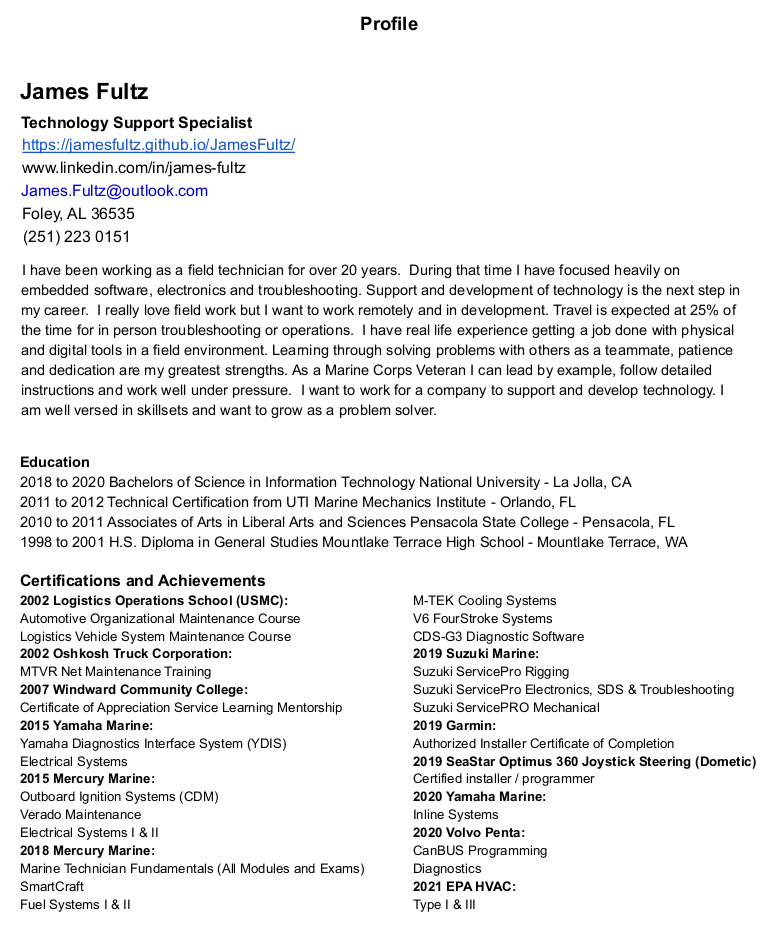 Profile
James Fultz
Technology Support Specialist
https://jamesfultz.github.io/JamesFultz/
www.linkedin.com/in/james-fultz
James.Fultz@outlook.com
Foley, AL 36535
(251) 223 0151
I have been working as a field technician for over 20 years.  During that time I have focused heavily on
embedded software, electronics and troubleshooting. Support and development of technology is the next step in
my career.  I really love field work but I want to work remotely and in development. Travel is expected at 25% of
the time for in person troubleshooting or operations.  I have real life experience getting a job done with physical
and digital tools in a field environment. Learning through solving problems with others as a teammate, patience
and dedication are my greatest strengths. As a Marine Corps Veteran I can lead by example, follow detailed
instructions and work well under pressure.  I want to work for a company to support and develop technology. I
am well versed in skillsets and want to grow as a problem solver.
Education
2018 to 2020 Bachelors of Science in Information Technology National University - La Jolla, CA
2011 to 2012 Technical Certification from UTI Marine Mechanics Institute - Orlando, FL
2010 to 2011 Associates of Arts in Liberal Arts and Sciences Pensacola State College - Pensacola, FL
1998 to 2001 H.S. Diploma in General Studies Mountlake Terrace High School - Mountlake Terrace, WA
Certifications and Achievements
2002 Logistics Operations School (USMC):
Automotive Organizational Maintenance Course
Logistics Vehicle System Maintenance Course
2002 Oshkosh Truck Corporation:
MTVR Net Maintenance Training
2007 Windward Community College:
Certificate of Appreciation Service Learning Mentorship
2015 Yamaha Marine:
Yamaha Diagnostics Interface System (YDIS)
Electrical Systems
2015 Mercury Marine:
Outboard Ignition Systems (CDM)
Verado Maintenance
Electrical Systems I & II
2018 Mercury Marine:
Marine Technician Fundamentals (All Modules and Exams)
SmartCraft
Fuel Systems I & II
M-TEK Cooling Systems
V6 FourStroke Systems
CDS-G3 Diagnostic Software
2019 Suzuki Marine:
Suzuki ServicePro Rigging
Suzuki ServicePro Electronics, SDS & Troubleshooting
Suzuki ServicePRO Mechanical
2019 Garmin:
Authorized Installer Certificate of Completion
2019 SeaStar Optimus 360 Joystick Steering (Dometic)
Certified installer / programmer
2020 Yamaha Marine:
Inline Systems
2020 Volvo Penta:
CanBUS Programming
Diagnostics
2021 EPA HVAC:
Type I & III